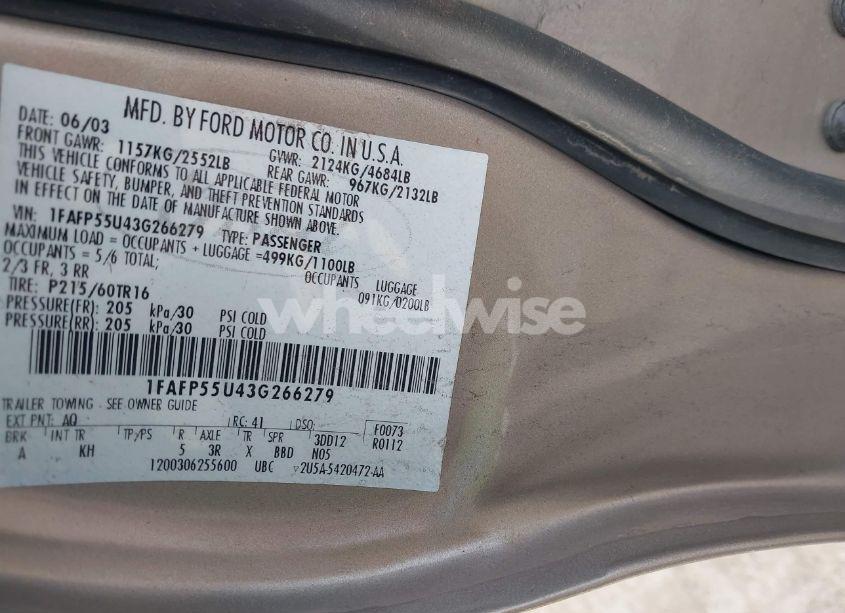 MFD. BY FORD MOTOR CO. IN U.S.A.
DATE: 06/03 GVWR: 2124KG/4684LB
FRONT GAWR: 1157KG/2552LB REAR GAWR: 967KG/2132LB
THIS VEHICLE CONFORMS TO ALL APPLICABLE FEDERAL MOTOR
VEHICLE SAFETY, BUMPER, AND THEFT PREVENTION STANDARDS
IN EFFECT ON THE DATE OF MANUFACTURE SHOWN ABOVE.
VIN: 1FAFP55U43G266279 TYPE: PASSENGER
MAXIMUM LOAD = OCCUPANTS + LUGGAGE =499KG/1100LB
OCCUPANTS = 5/6 TOTAL; OCCUPANTS LUGGAGE
2/3 FR, 3 RR 091KG/0200LB
TIRE: P215/60TR16
PRESSURE(FR): 205 kPa/30 PSI COLD
PRESSURE(RR): 205 kPa/30 PSI COLD
wheelwise
1FAFP55U43G266279
TRAILER TOWING - SEE OWNER GUIDE
EXT PNT: AQ RC: 41 DSO: F0073
BRK INT TR TP/PS R AXLE TR SPR 3DD12 R0112
A KH 5 3R X BBD N05
1200306255600 UBC 2U5A-5420472-AA